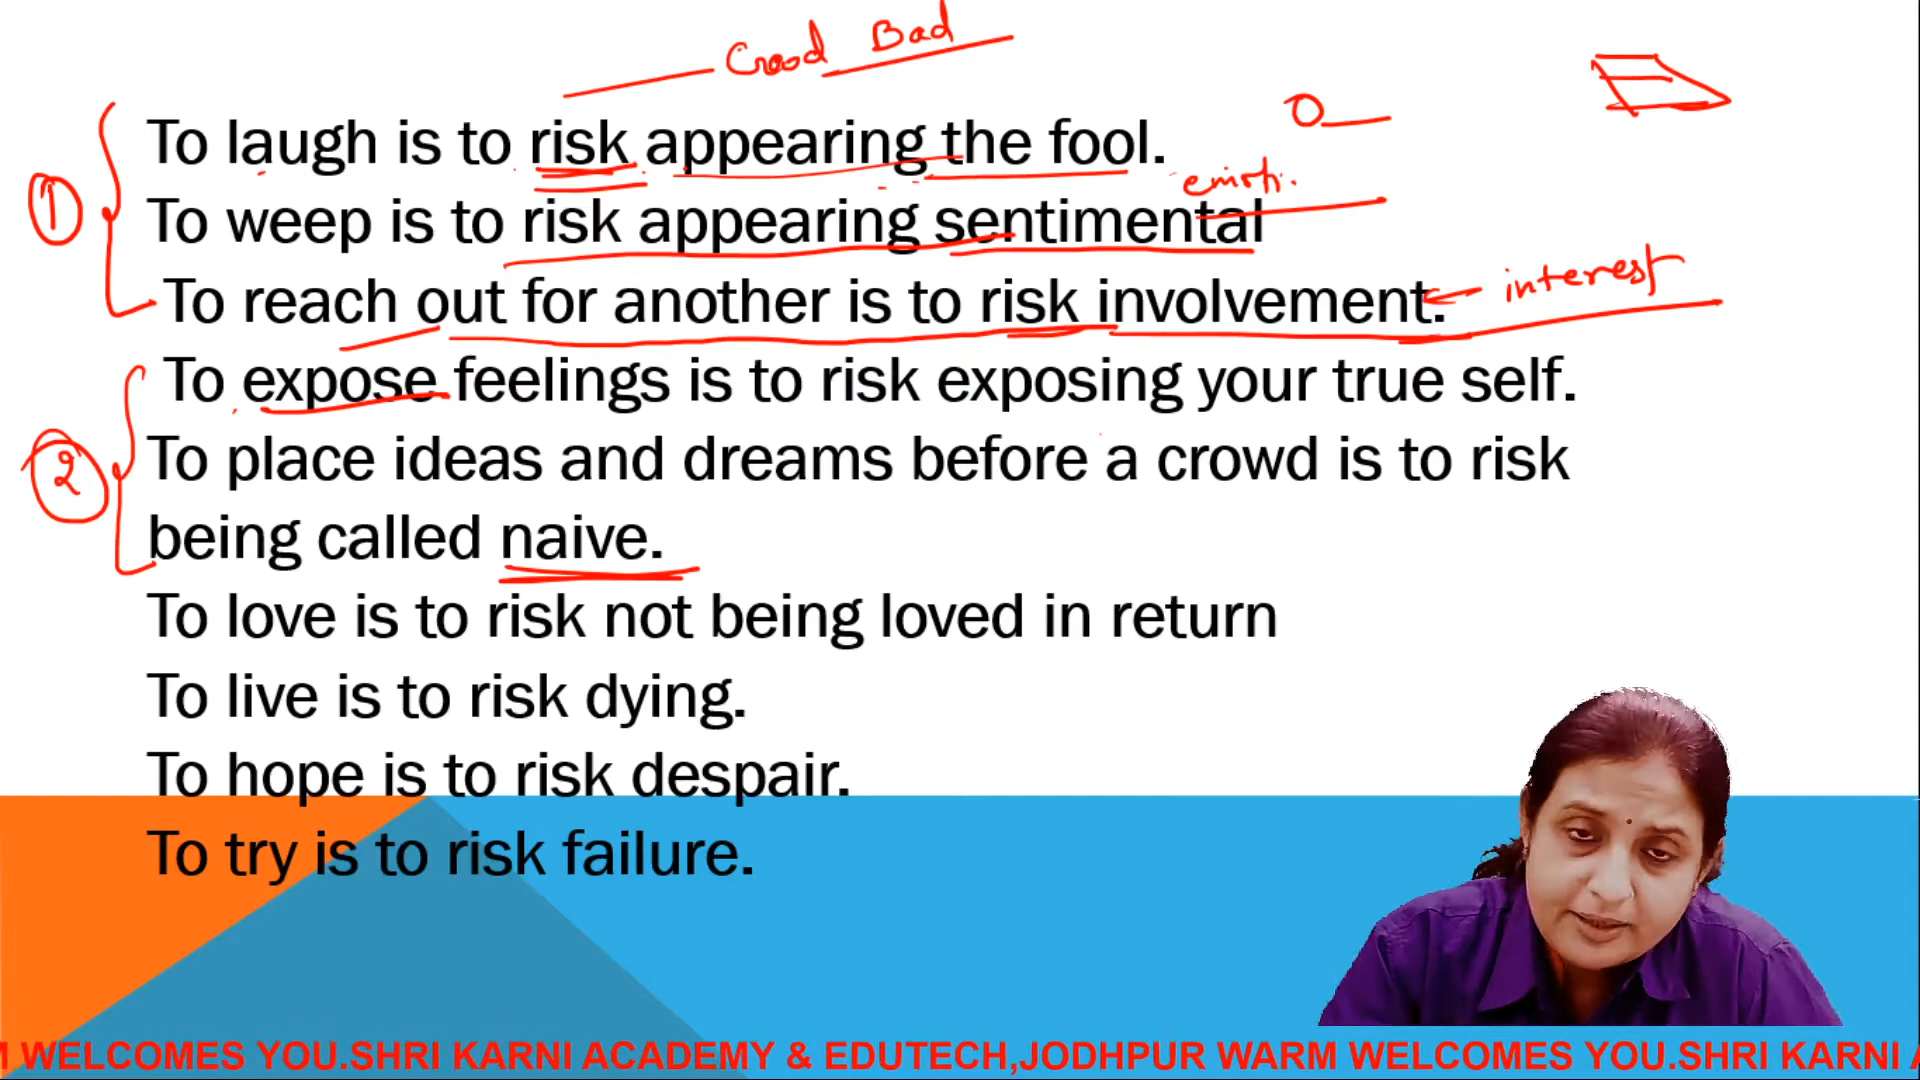 Good Bad
To laugh is to risk appearing the fool.
emoti.
To weep is to risk appearing sentimental
To reach out for another is to risk involvement.
interest
1
To expose feelings is to risk exposing your true self.
To place ideas and dreams before a crowd is to risk
being called naive.
2
To love is to risk not being loved in return
To live is to risk dying.
To hope is to risk despair.
To try is to risk failure.
WELCOMES YOU.SHRI KARNI ACADEMY & EDUTECH,JODHPUR WARM WELCOMES YOU.SHRI KARNI